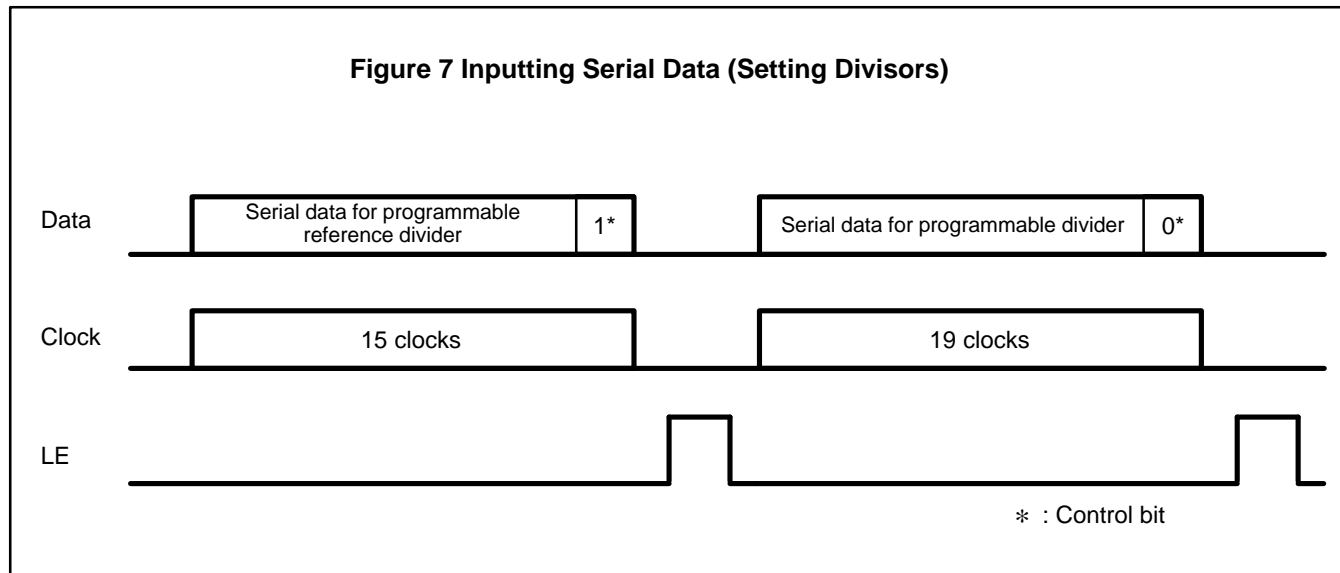 Figure 7 Inputting Serial Data (Setting Divisors)
Data
Serial data for programmable
reference divider
1*
Serial data for programmable divider
0*
Clock
15 clocks
19 clocks
LE
* : Control bit